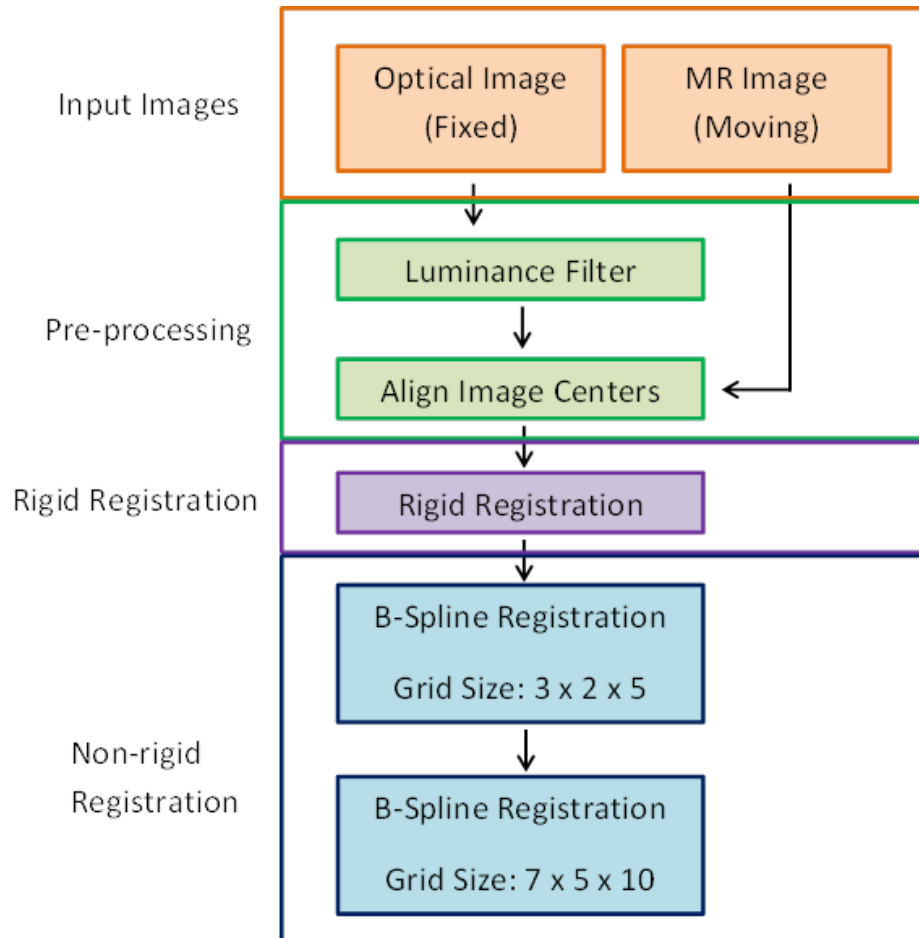 Input Images
Optical Image
(Fixed)
MR Image
(Moving)
Pre-processing
Luminance Filter
Align Image Centers
Rigid Registration
Rigid Registration
Non-rigid
Registration
B-Spline Registration
Grid Size: 3 x 2 x 5
B-Spline Registration
Grid Size: 7 x 5 x 10